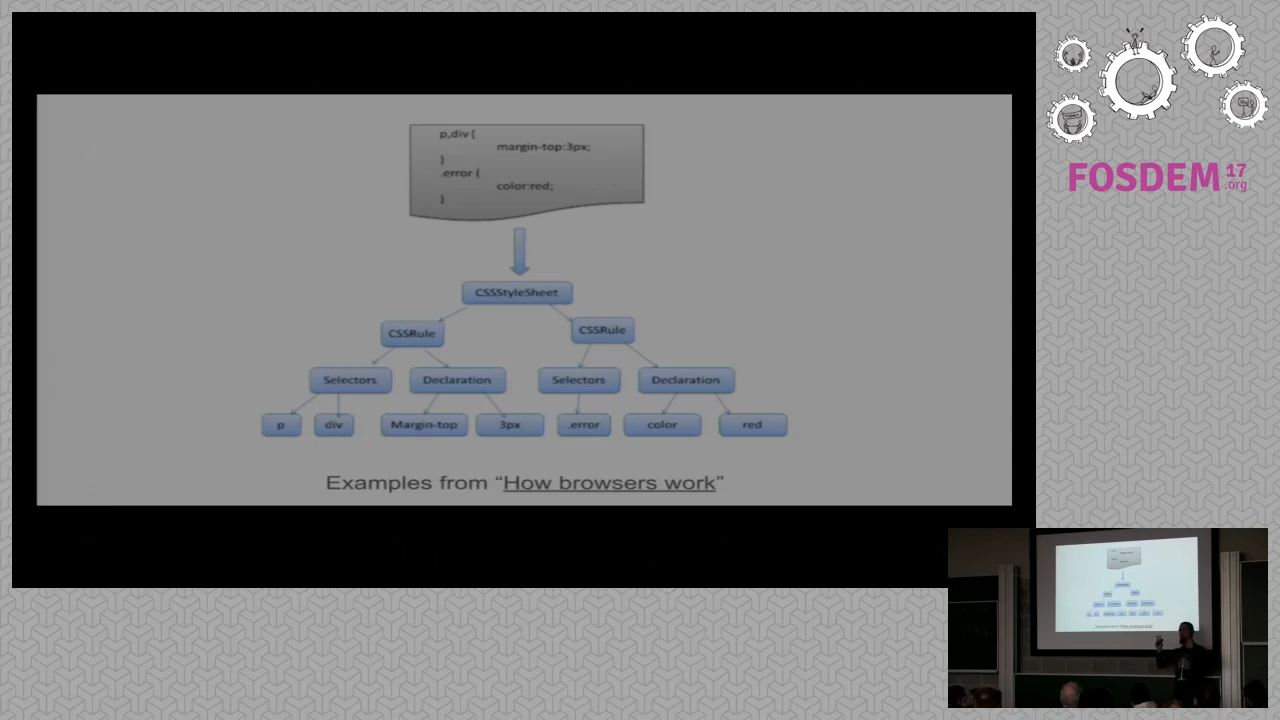 p,div {
margin-top:3px;
}
.error {
color:red;
}
CSSStyleSheet
CSSRule CSSRule
Selectors Declaration Selectors Declaration
p div Margin-top 3px .error color red
Examples from “How browsers work”
FOSDEM 17
.org